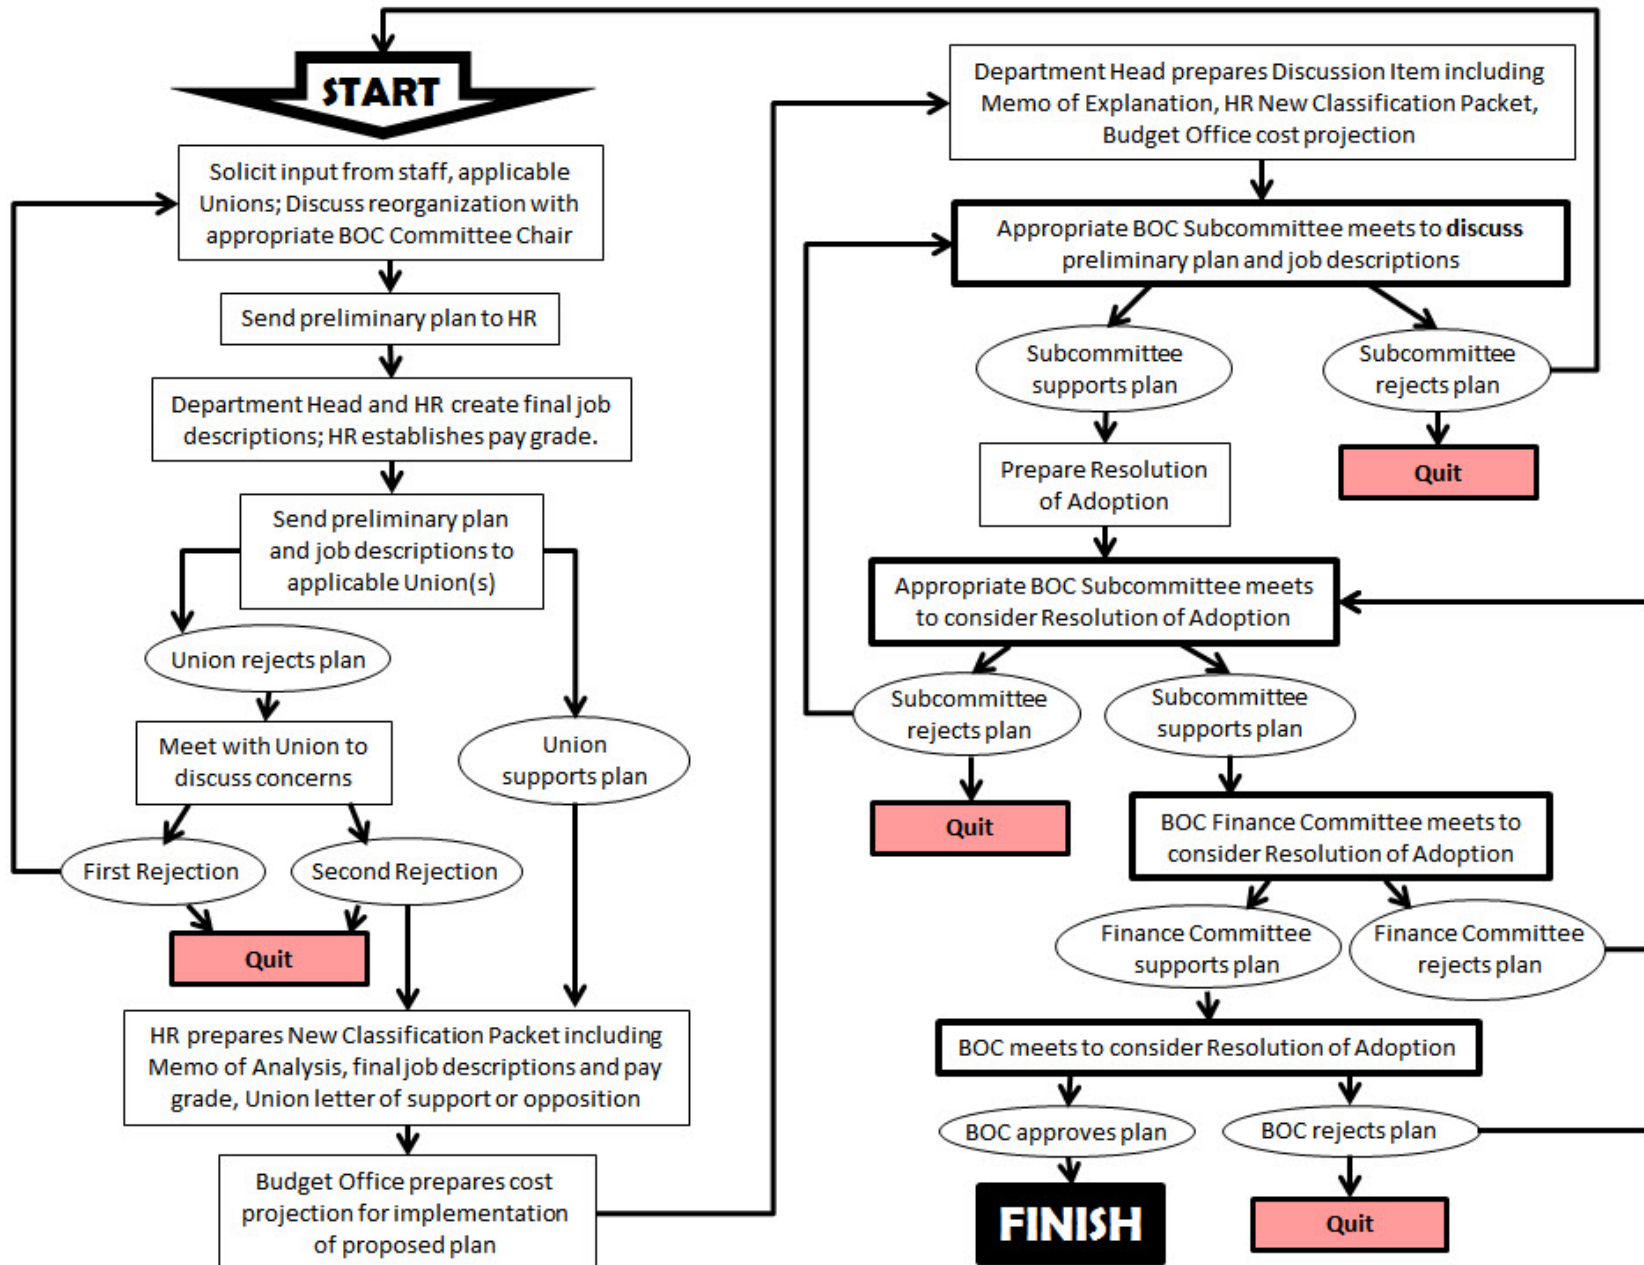 START
Solicit input from staff, applicable
Unions; Discuss reorganization with
appropriate BOC Committee Chair
Send preliminary plan to HR
Department Head and HR create final job
descriptions; HR establishes pay grade.
Send preliminary plan
and job descriptions to
applicable Union(s)
Union rejects plan
Meet with Union to
discuss concerns
Union
supports plan
First Rejection
Second Rejection
Quit
HR prepares New Classification Packet including
Memo of Analysis, final job descriptions and pay
grade, Union letter of support or opposition
Budget Office prepares cost
projection for implementation
of proposed plan
Department Head prepares Discussion Item including
Memo of Explanation, HR New Classification Packet,
Budget Office cost projection
Appropriate BOC Subcommittee meets to discuss
preliminary plan and job descriptions
Subcommittee
supports plan
Subcommittee
rejects plan
Quit
Prepare Resolution
of Adoption
Appropriate BOC Subcommittee meets
to consider Resolution of Adoption
Subcommittee
rejects plan
Subcommittee
supports plan
Quit
BOC Finance Committee meets to
consider Resolution of Adoption
Finance Committee
supports plan
Finance Committee
rejects plan
BOC meets to consider Resolution of Adoption
BOC approves plan
BOC rejects plan
FINISH
Quit